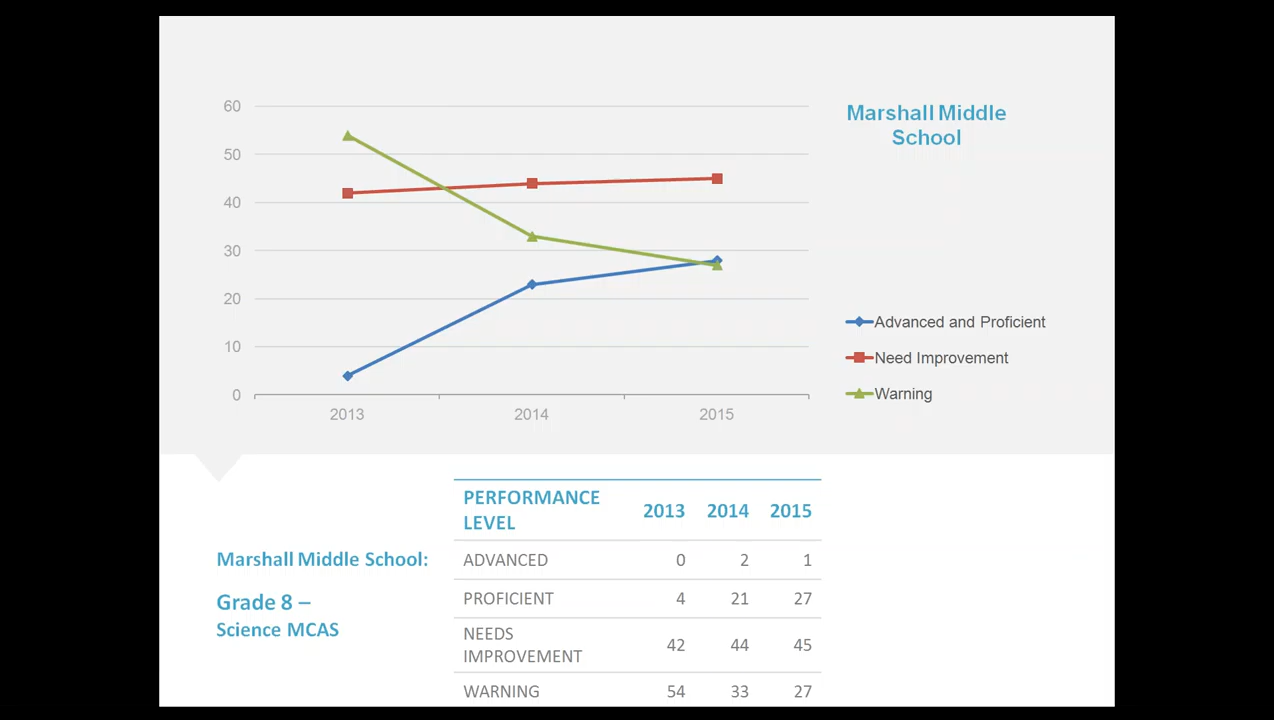 60
50
40
30
20
10
0
2013
2014
2015
Marshall Middle
School
Advanced and Proficient
Need Improvement
Warning
Marshall Middle School:
Grade 8 –
Science MCAS
PERFORMANCE
LEVEL
2013 2014 2015
ADVANCED 0 2 1
PROFICIENT 4 21 27
NEEDS
IMPROVEMENT 42 44 45
WARNING 54 33 27